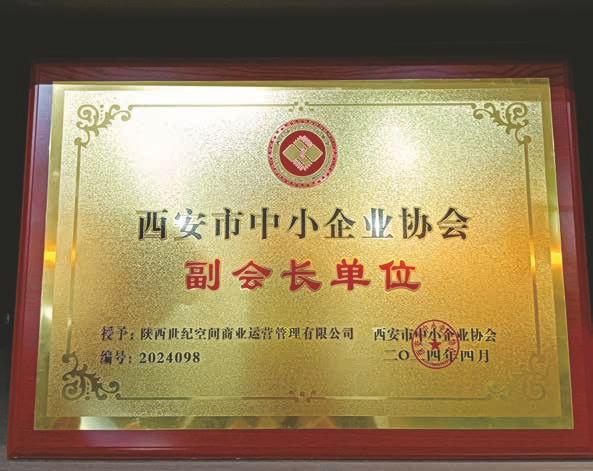 西安市中小企业协会
副会长单位
授予：陕西世纪空间商业运营管理有限公司
西安市中小企业协会
编号：2024098
二〇二四年四月